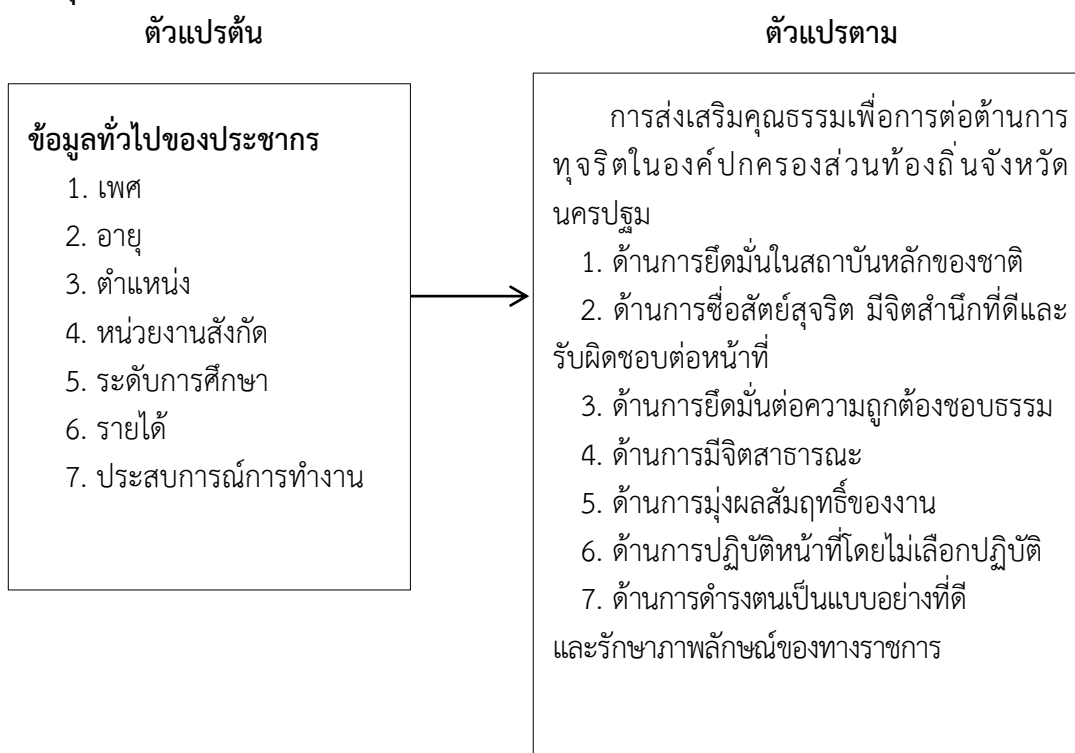 ตัวแปรต้น
ตัวแปรตาม
ข้อมูลทั่วไปของประชากร
1. เพศ
2. อายุ
3. ตำแหน่ง
4. หน่วยงานสังกัด
5. ระดับการศึกษา
6. รายได้
7. ประสบการณ์การทำงาน
การส่งเสริมคุณธรรมเพื่อการต่อต้านการ
ทุจริตในองค์ปกครองส่วนท้องถิ่นจังหวัด
นครปฐม
1. ด้านการยึดมั่นในสถาบันหลักของชาติ
2. ด้านการซื่อสัตย์สุจริต มีจิตสำนึกที่ดีและ
รับผิดชอบต่อหน้าที่
3. ด้านการยึดมั่นต่อความถูกต้องชอบธรรม
4. ด้านการมีจิตสาธารณะ
5. ด้านการมุ่งผลสัมฤทธิ์ของงาน
6. ด้านการปฏิบัติหน้าที่โดยไม่เลือกปฏิบัติ
7. ด้านการดำรงตนเป็นแบบอย่างที่ดี
และรักษาภาพลักษณ์ของทางราชการ